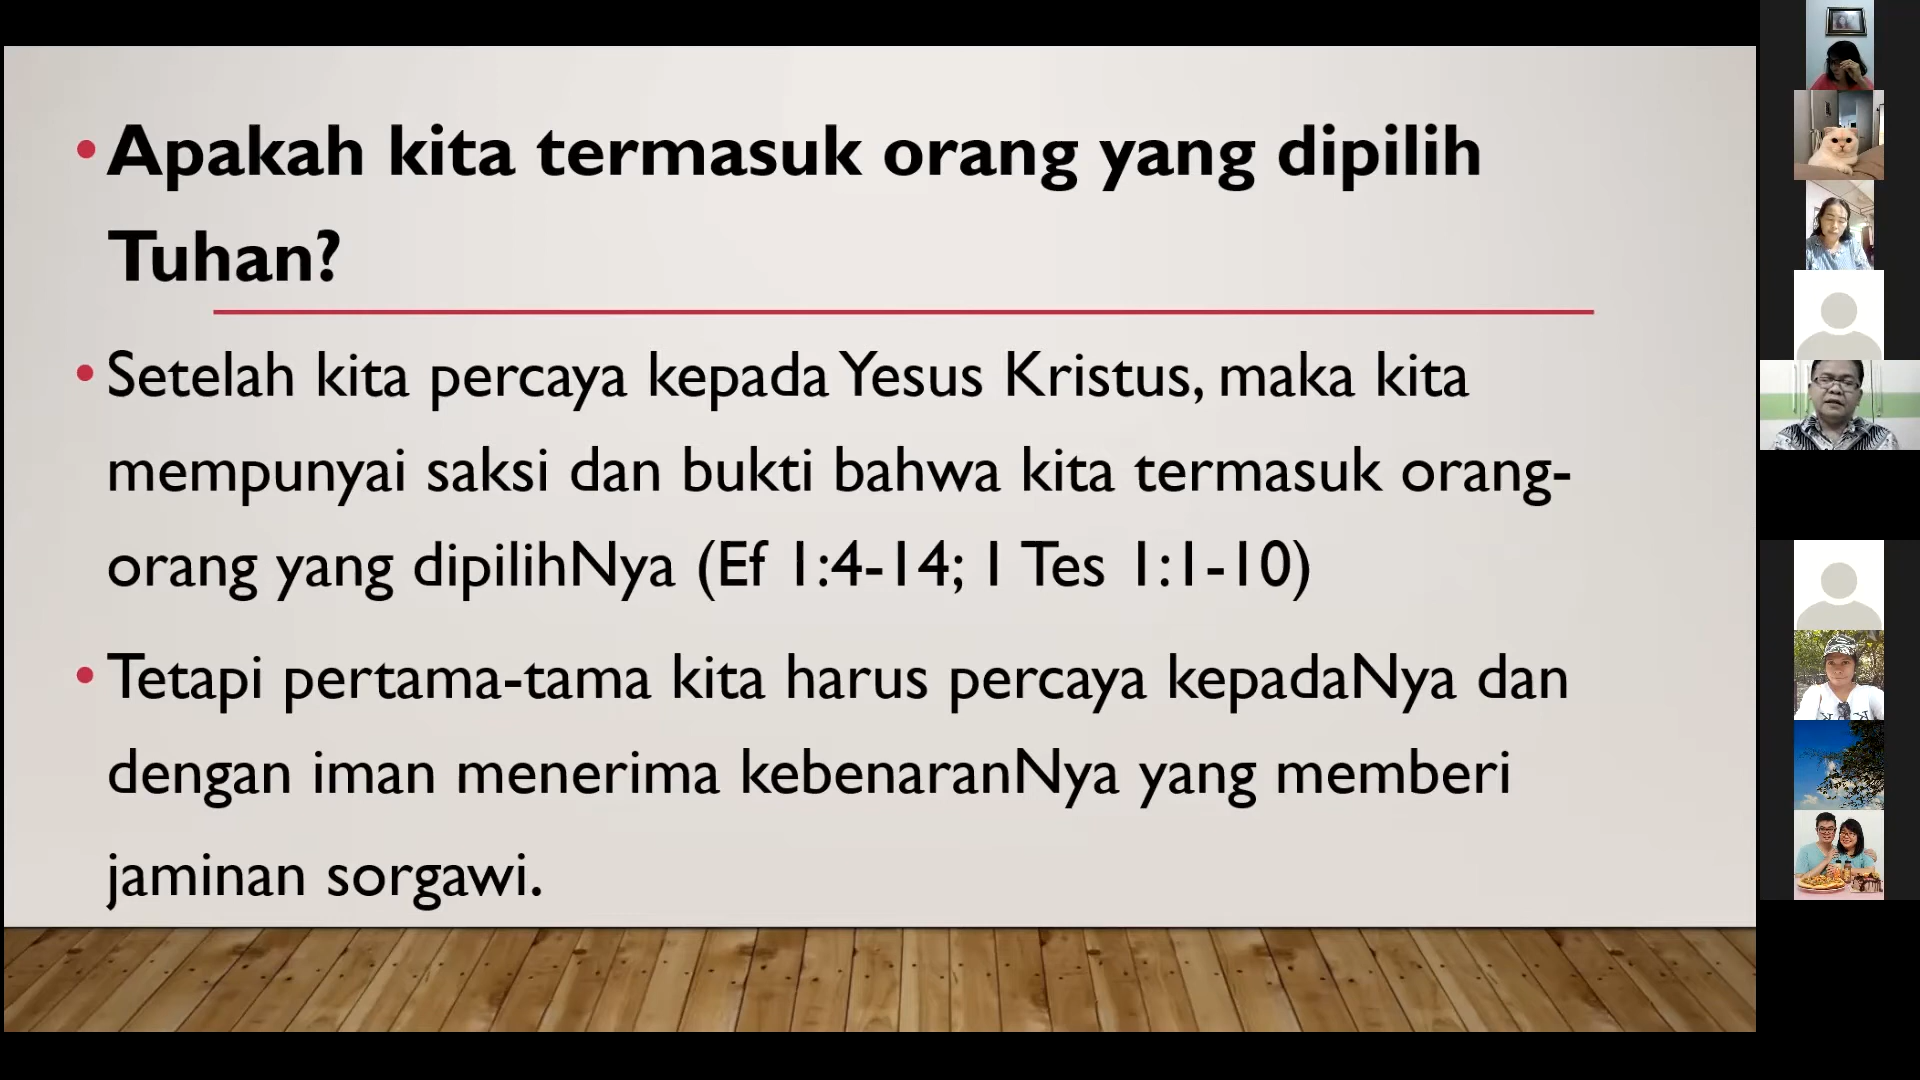 • Apakah kita termasuk orang yang dipilih
Tuhan?
• Setelah kita percaya kepada Yesus Kristus, maka kita
mempunyai saksi dan bukti bahwa kita termasuk orang-
orang yang dipilihNya (Ef 1:4-14; I Tes 1:1-10)
• Tetapi pertama-tama kita harus percaya kepadaNya dan
dengan iman menerima kebenaranNya yang memberi
jaminan sorgawi.